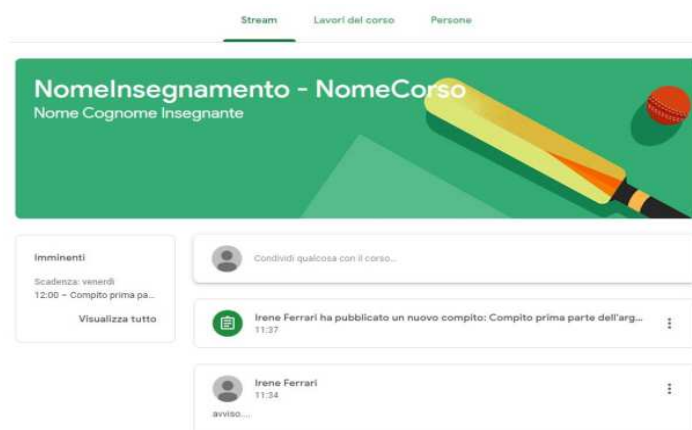 Stream Lavori del corso Persone
NomeInsegnamento - NomeCorso
Nome Cognome Insegnante
Imminenti
Scadenza: venerdì
12:00 – Compito prima pa...
Visualizza tutto
Condividi qualcosa con il corso...
Irene Ferrari ha pubblicato un nuovo compito: Compito prima parte dell'arg...
11:37
Irene Ferrari
11:34
avviso....